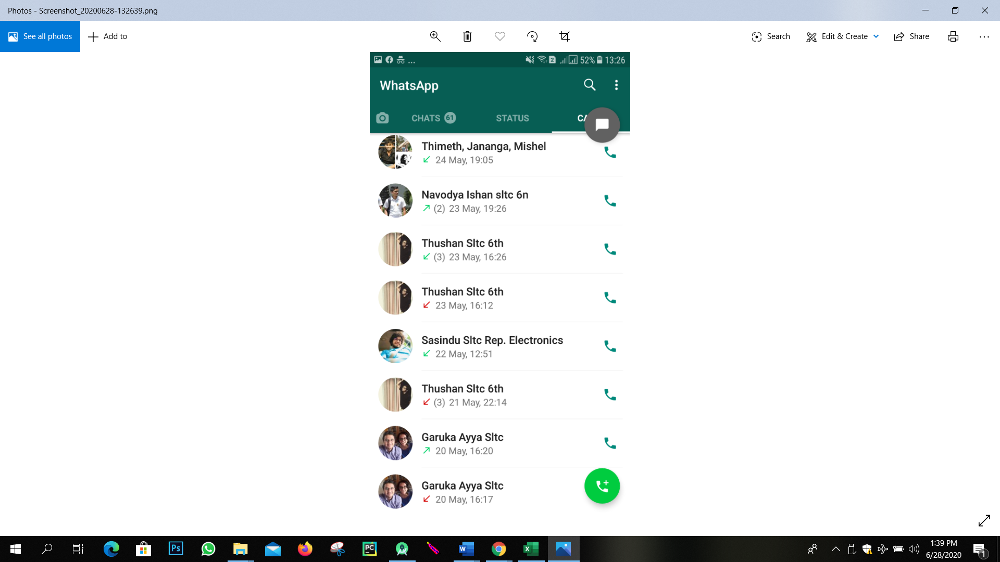 Photos - Screenshot_20200628-132639.png
See all photos
Add to
Search
Edit & Create
Share
...
2
52%
13:26
WhatsApp
CHATS 61
STATUS
Thimeth, Jananga, Mishel
24 May, 19:05
Navodya Ishan sltc 6n
(2) 23 May, 19:26
Thushan Sltc 6th
(3) 23 May, 16:26
Thushan Sltc 6th
23 May, 16:12
Sasindu Sltc Rep. Electronics
22 May, 12:51
Thushan Sltc 6th
(3) 21 May, 22:14
Garuka Ayya Sltc
20 May, 16:20
Garuka Ayya Sltc
20 May, 16:17
Ps
PC
W
X
1:39 PM
6/28/2020
1